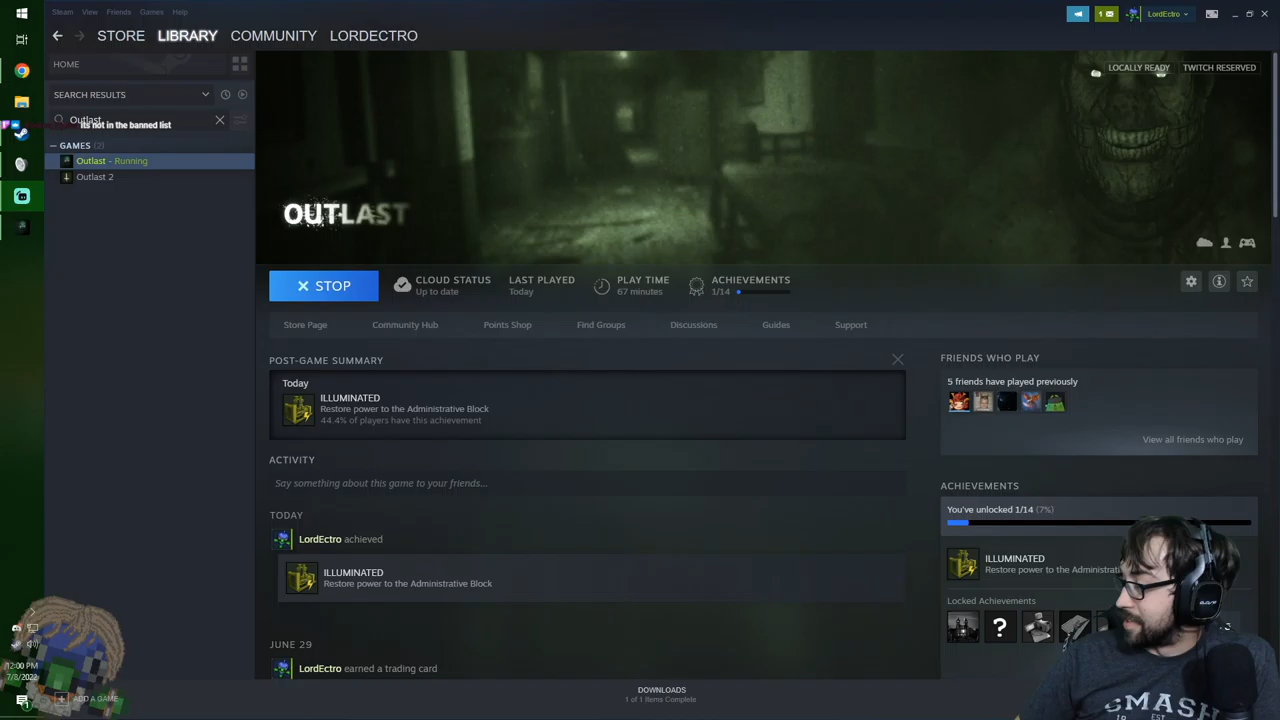 Steam View Friends Games Help
1
LordEctro
STORE LIBRARY COMMUNITY LORDECTRO
HOME
LOCALLY READY TWITCH RESERVED
SEARCH RESULTS
Outlast
its not in the banned list
GAMES (2)
Outlast - Running
Outlast 2
OUTLAST
STOP
CLOUD STATUS
Up to date
LAST PLAYED
Today
PLAY TIME
67 minutes
ACHIEVEMENTS
1/14
Store Page Community Hub Points Shop Find Groups Discussions Guides Support
POST-GAME SUMMARY
Today
ILLUMINATED
Restore power to the Administrative Block
44.4% of players have this achievement
FRIENDS WHO PLAY
5 friends have played previously
View all friends who play
ACTIVITY
Say something about this game to your friends...
TODAY
LordEctro achieved
ILLUMINATED
Restore power to the Administrative Block
ACHIEVEMENTS
You've unlocked 1/14 (7%)
ILLUMINATED
Restore power to the Administra
Locked Achievements
?
JUNE 29
LordEctro earned a trading card
12:00 PM
7/8/2022
ADD A GAME
DOWNLOADS
1 of 1 Items Complete
SMASH